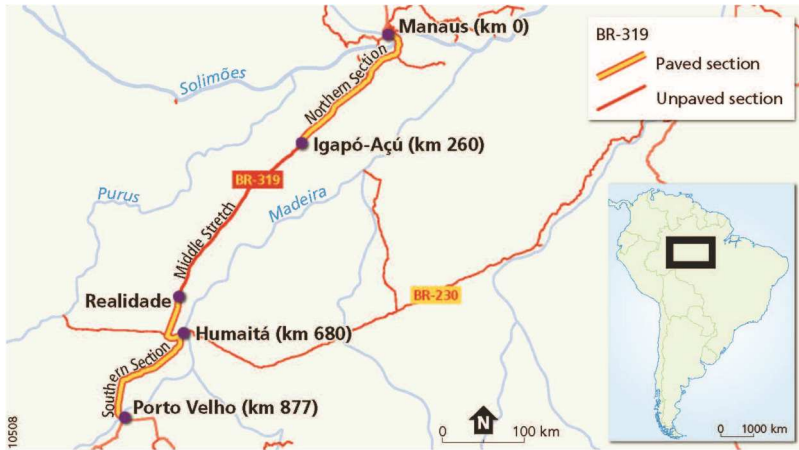 Manaus (km 0)
BR-319
Paved section
Unpaved section
Solimões
Northern Section
Igapó-Açú (km 260)
BR-319
Purus
Madeira
Middle Stretch
Realidade
BR-230
Humaitá (km 680)
Southern Section
Porto Velho (km 877)
N
0 100 km
0 1000 km
10508